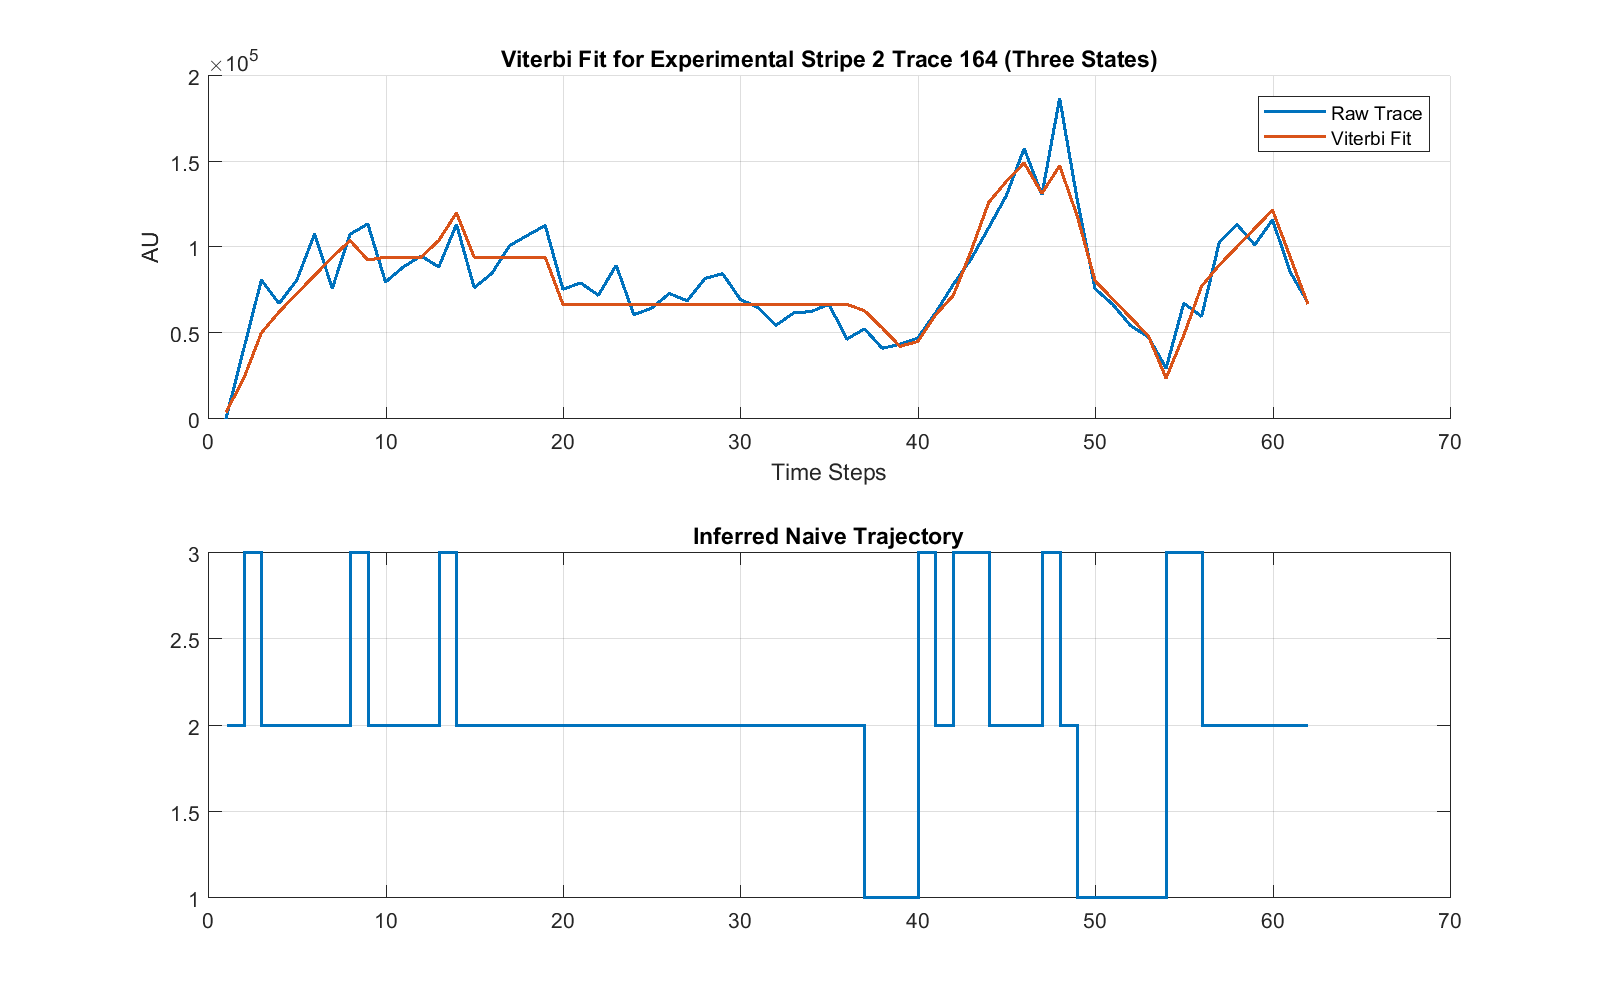 Viterbi Fit for Experimental Stripe 2 Trace 164 (Three States)
×10^5
2
1.5
1
0.5
0
AU
Raw Trace
Viterbi Fit
0 10 20 30 40 50 60 70
Time Steps
Inferred Naive Trajectory
3
2.5
2
1.5
1
0 10 20 30 40 50 60 70